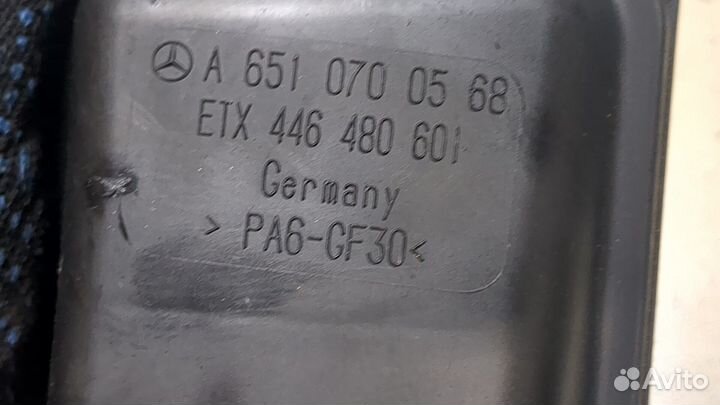 A 651 070 05 68
ETX 446 480 601
Germany
> PA6-GF30<
Avito